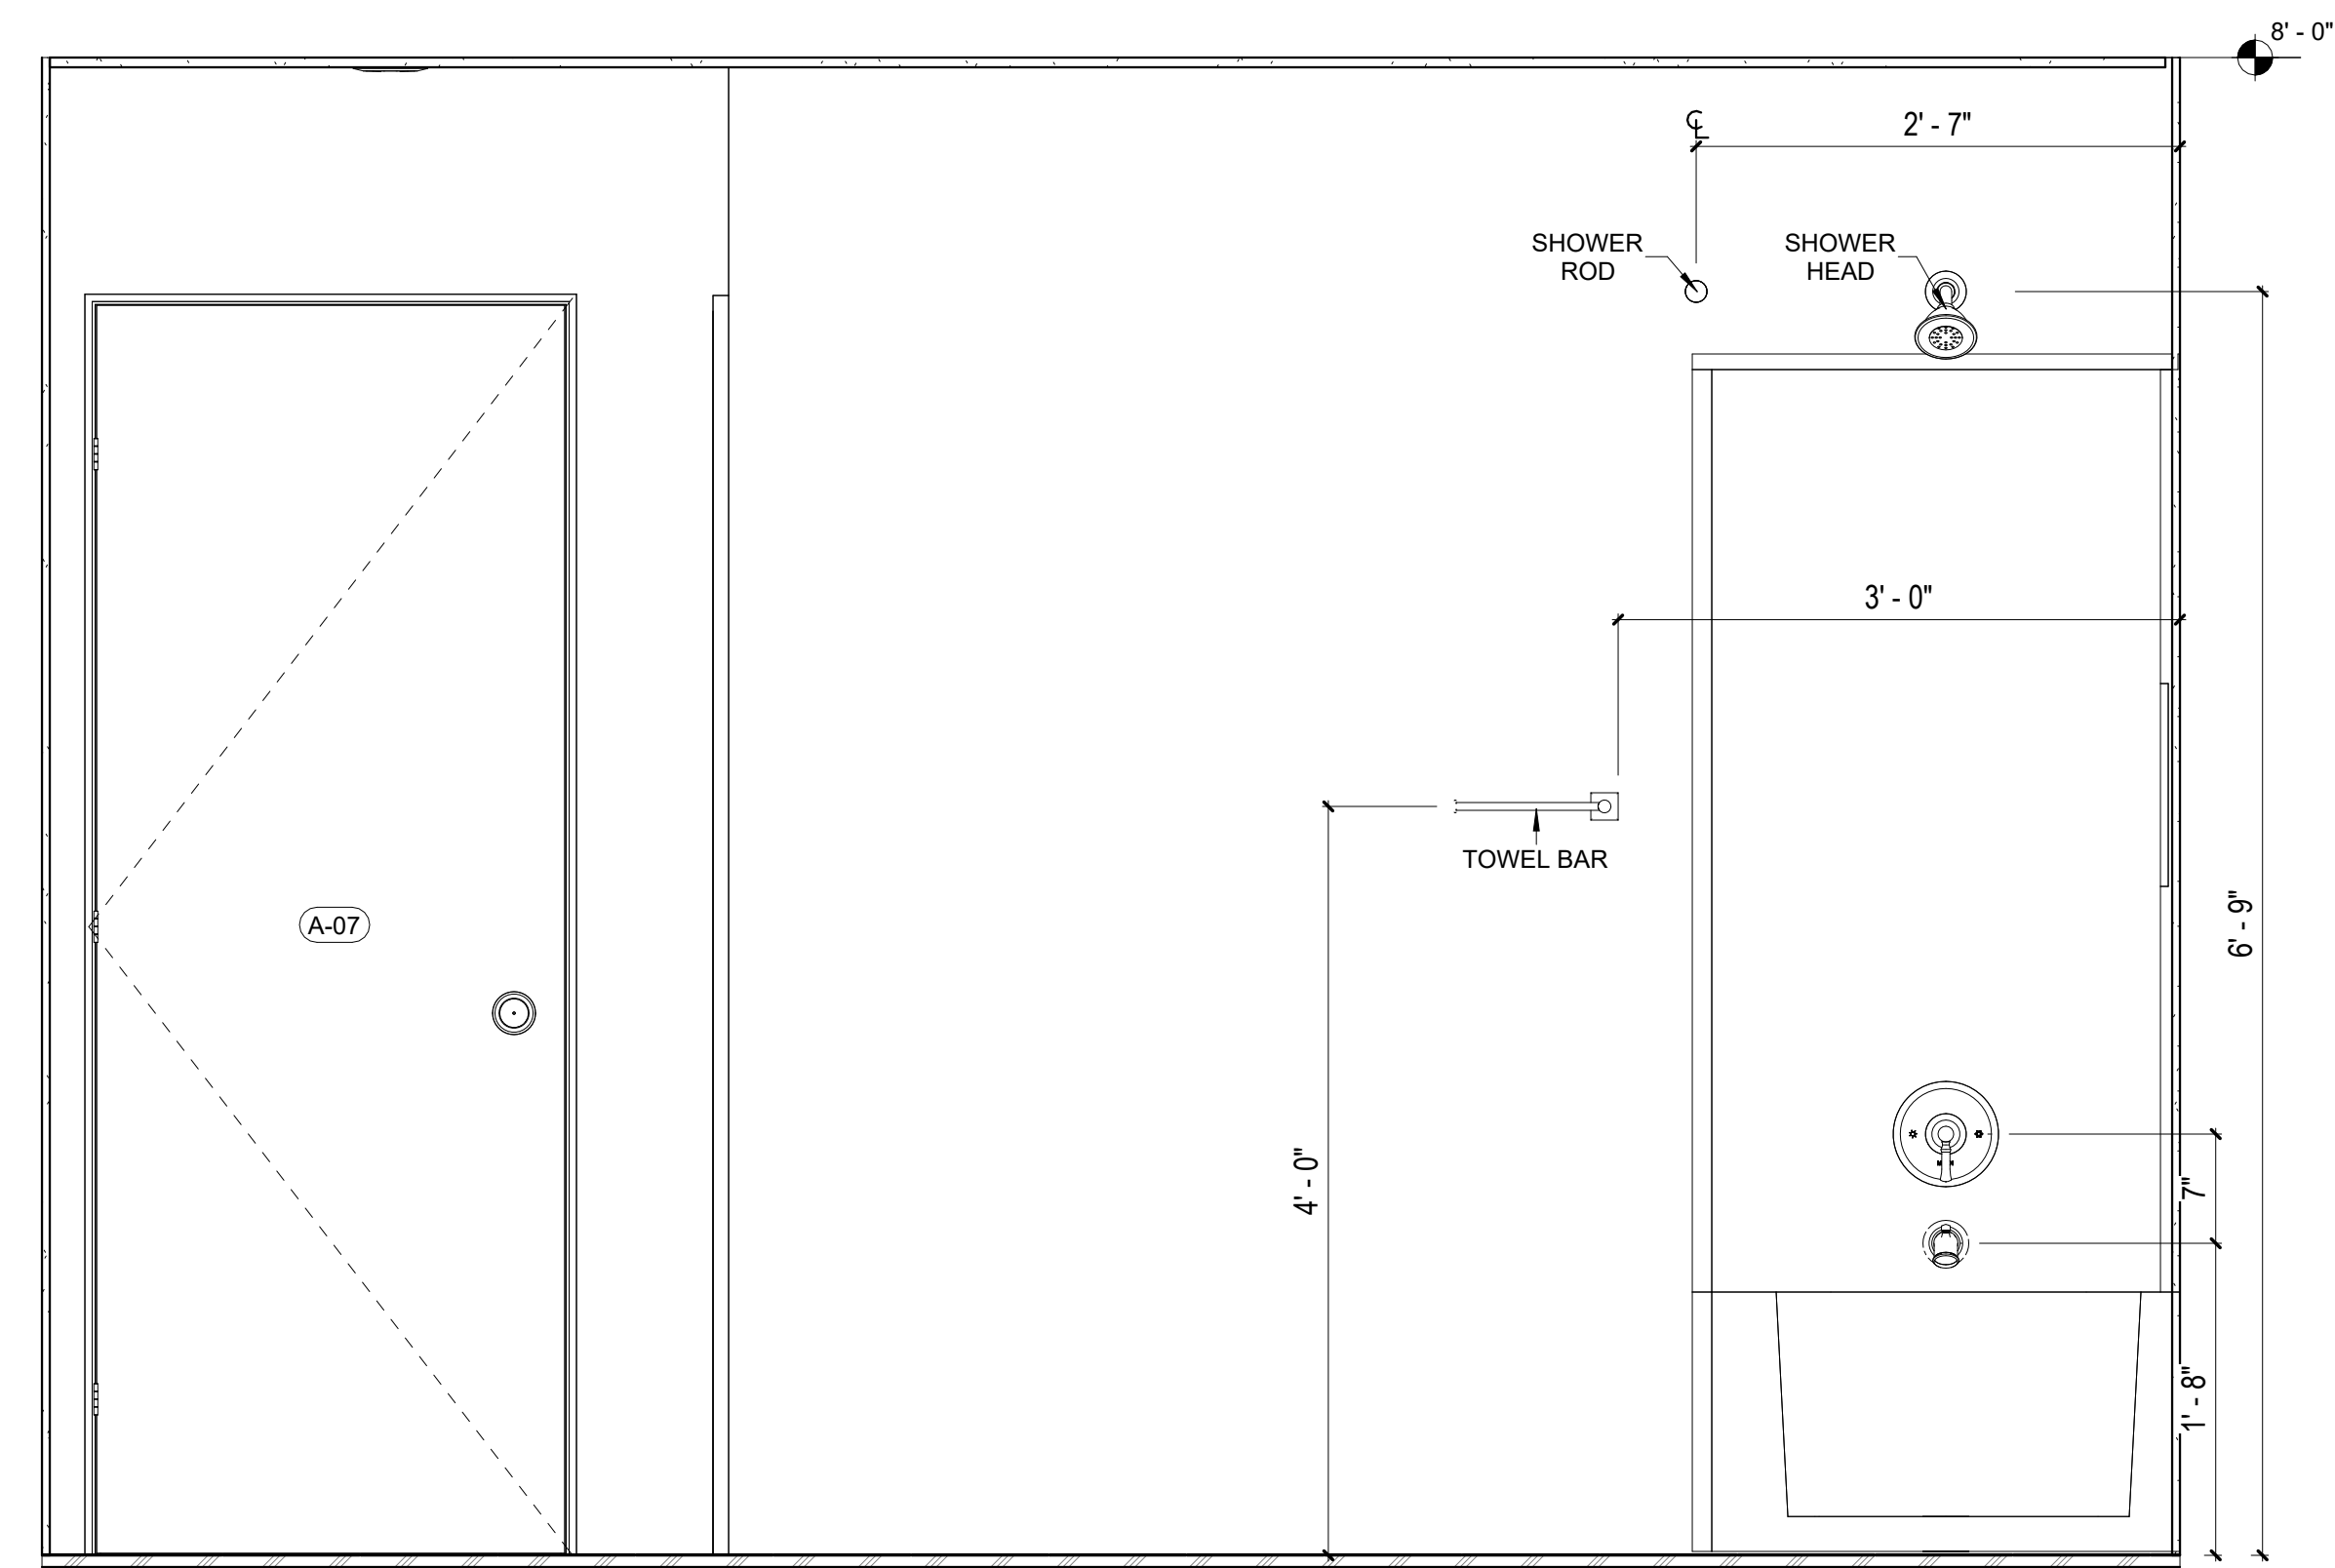 8' - 0"
℄
2' - 7"
SHOWER
ROD
SHOWER
HEAD
3' - 0"
TOWEL BAR
A-07
6' - 9"
4' - 0"
7"
1' - 8"